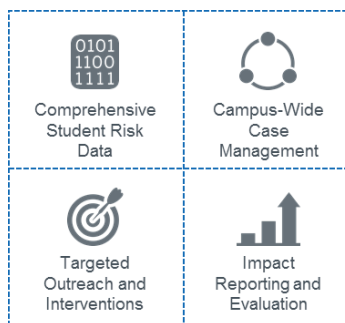 0101
1100
1111
Comprehensive
Student Risk
Data
Campus-Wide
Case
Management
Targeted
Outreach and
Interventions
Impact
Reporting and
Evaluation